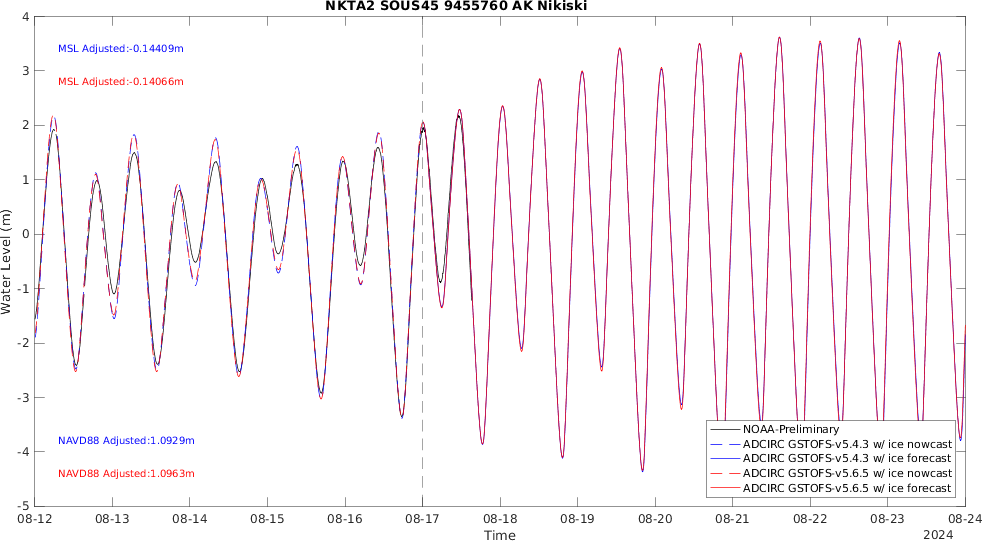 NKTA2 SOUS45 9455760 AK Nikiski
4
3
2
1
0
-1
-2
-3
-4
-5
Water Level (m)
MSL Adjusted:-0.14409m
MSL Adjusted:-0.14066m
NAVD88 Adjusted:1.0929m
NAVD88 Adjusted:1.0963m
NOAA-Preliminary
ADCIRC GSTOFS-v5.4.3 w/ ice nowcast
ADCIRC GSTOFS-v5.4.3 w/ ice forecast
ADCIRC GSTOFS-v5.6.5 w/ ice nowcast
ADCIRC GSTOFS-v5.6.5 w/ ice forecast
08-12 08-13 08-14 08-15 08-16 08-17 08-18 08-19 08-20 08-21 08-22 08-23 08-24
Time
2024